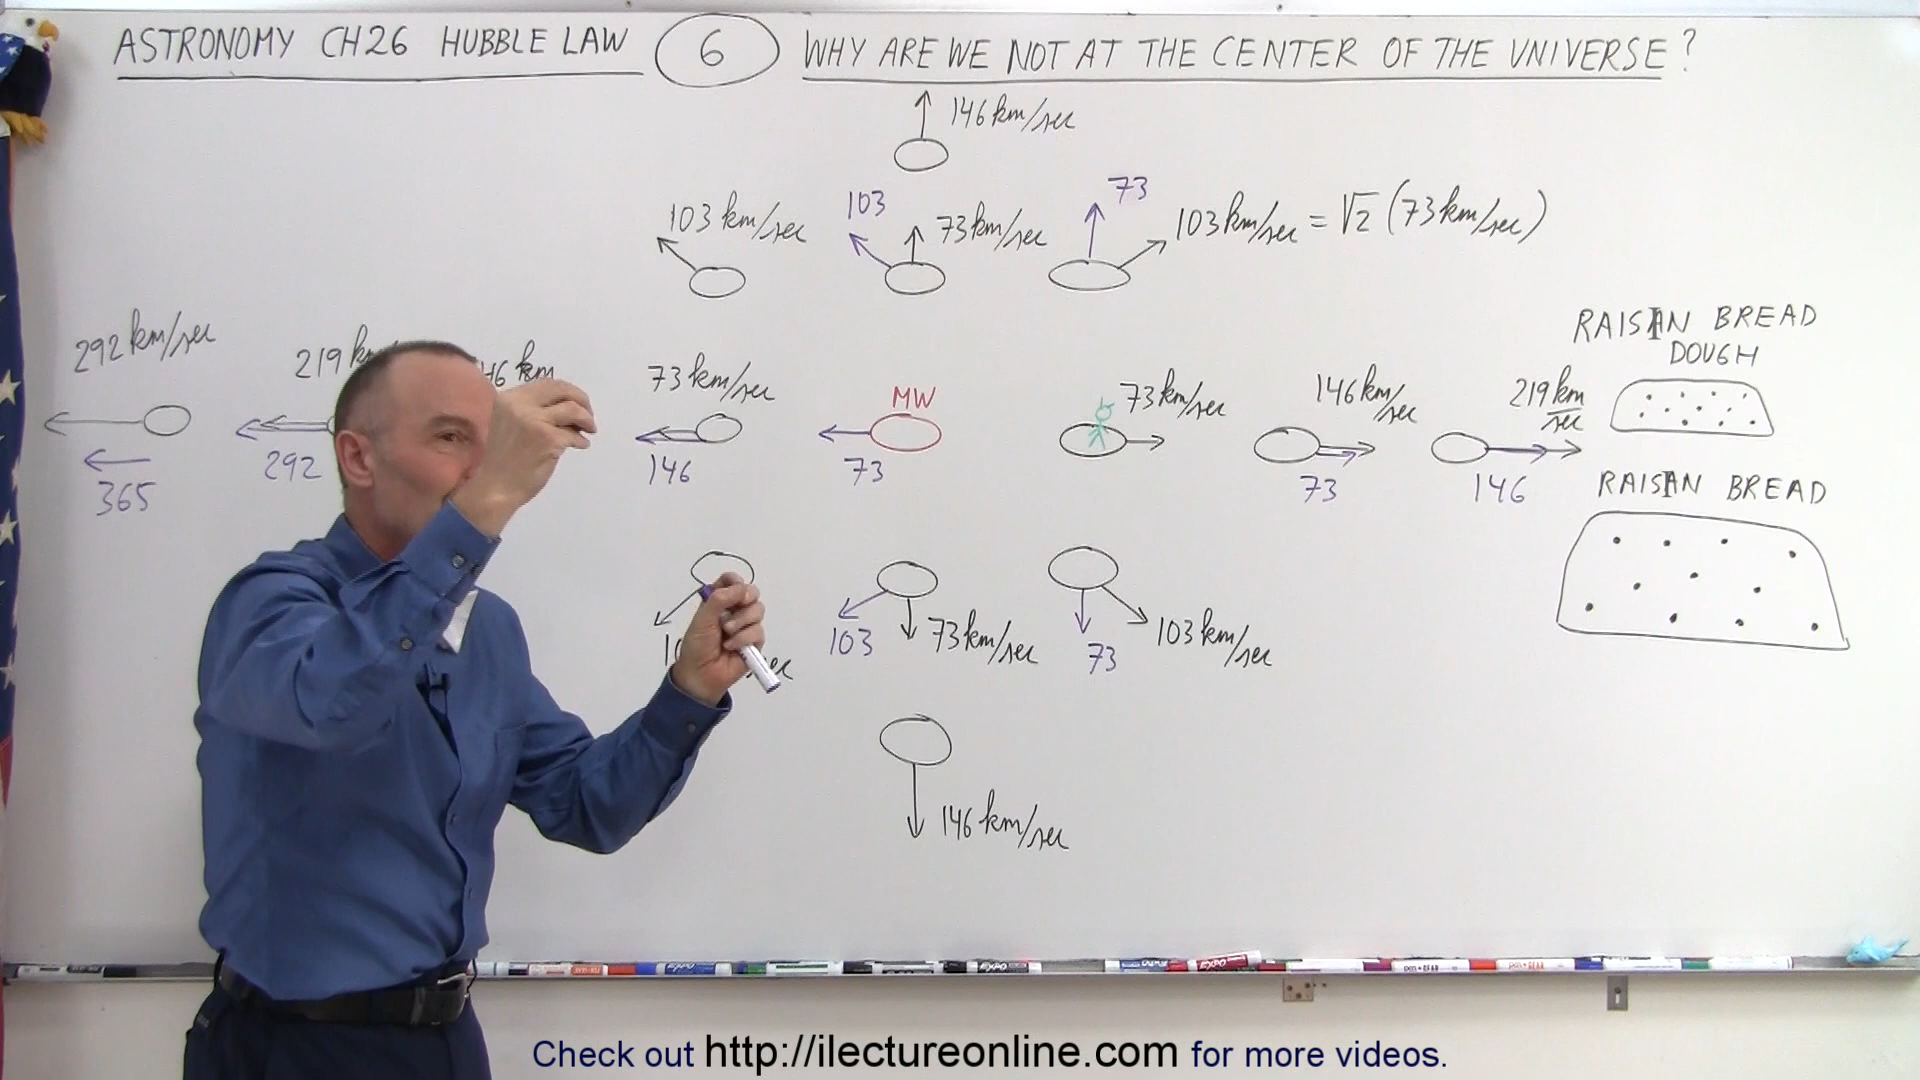 ASTRONOMY CH26 HUBBLE LAW 6 WHY ARE WE NOT AT THE CENTER OF THE UNIVERSE?
146 km/sec
103 km/sec
103
73 km/sec
73
103 km/sec = √2 (73 km/sec)
292 km/sec
365
219
292
73 km/sec
146
MW
73
73 km/sec
146 km/sec
73
219 km/sec
146
RAISIN BREAD
DOUGH
RAISIN BREAD
103
73 km/sec
73
103 km/sec
146 km/sec
Check out http://ilectureonline.com for more videos.